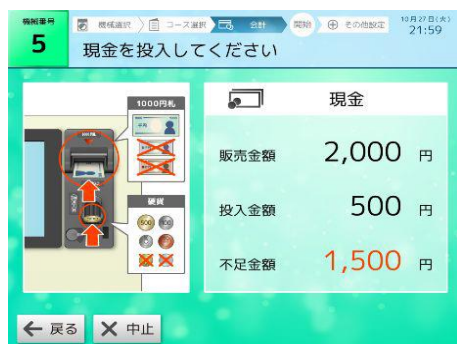 機械番号
5
機械選択
コース選択
会計
開始
その他設定
10月27日(火)
21:59
現金を投入してください
1000円札
硬貨
500
100
現金
販売金額 2,000 円
投入金額 500 円
不足金額 1,500 円
← 戻る
× 中止